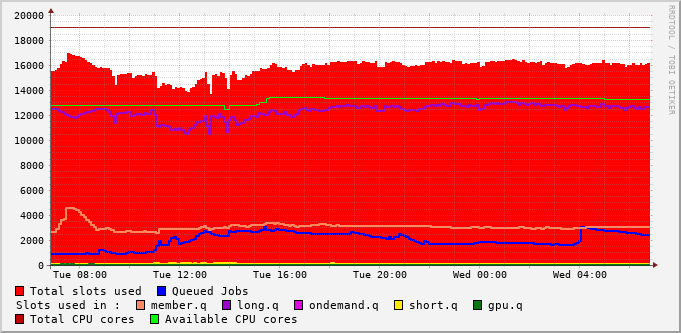 RRDTOOL / TOBI OETIKER
20000
18000
16000
14000
12000
10000
8000
6000
4000
2000
0
Tue 08:00 Tue 12:00 Tue 16:00 Tue 20:00 Wed 00:00 Wed 04:00
Total slots used Queued Jobs
Slots used in : member.q long.q ondemand.q short.q gpu.q
Total CPU cores Available CPU cores